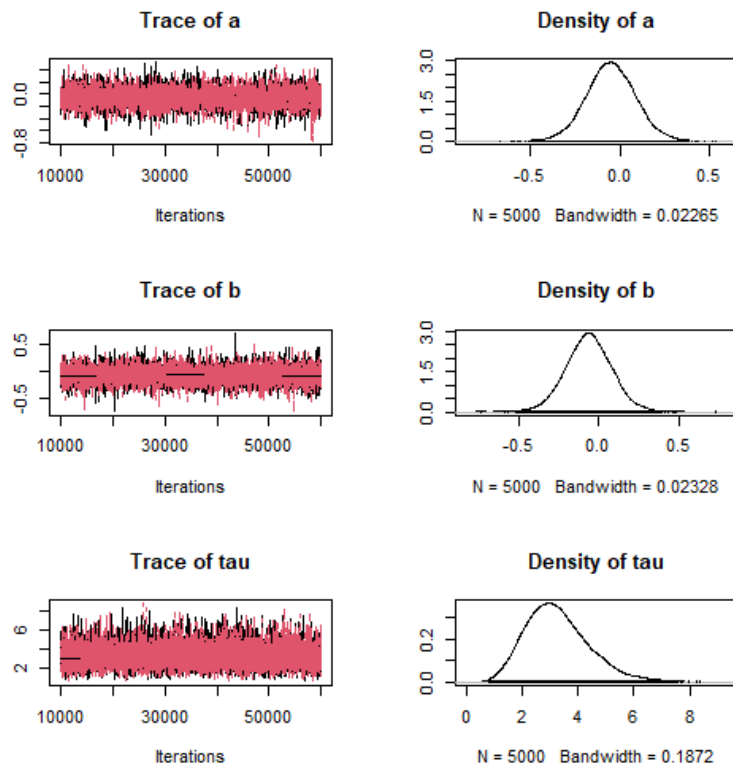 Trace of a
0.0
-0.8
10000 30000 50000
Iterations
Density of a
3.0
1.5
0.0
-0.5 0.0 0.5
N = 5000 Bandwidth = 0.02265
Trace of b
0.5
-0.5
10000 30000 50000
Iterations
Density of b
3.0
1.5
0.0
-0.5 0.0 0.5
N = 5000 Bandwidth = 0.02328
Trace of tau
6
2
10000 30000 50000
Iterations
Density of tau
0.2
0.0
0 2 4 6 8
N = 5000 Bandwidth = 0.1872